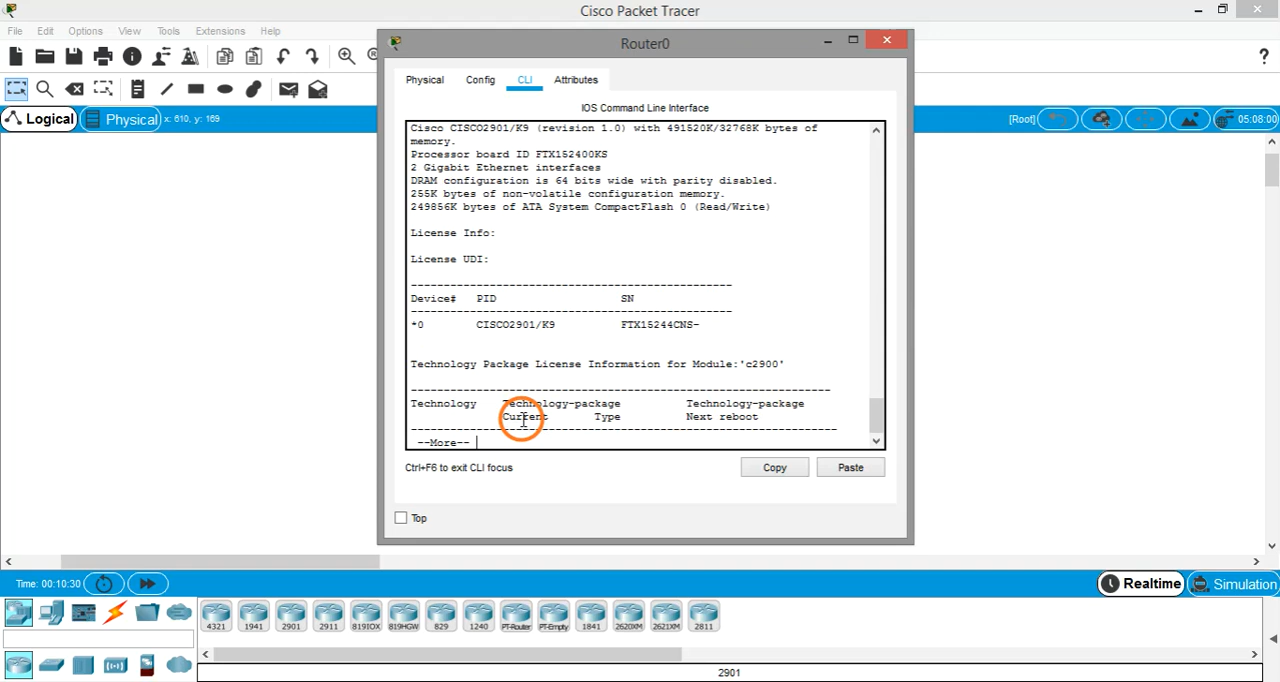 Cisco Packet Tracer
File Edit Options View Tools Extensions Help
Logical
Physical x: 610, y: 169
[Root]
05:08:00
Router0
Physical Config CLI Attributes
IOS Command Line Interface
Cisco CISCO2901/K9 (revision 1.0) with 491520K/32768K bytes of
memory.
Processor board ID FTX152400KS
2 Gigabit Ethernet interfaces
DRAM configuration is 64 bits wide with parity disabled.
255K bytes of non-volatile configuration memory.
249856K bytes of ATA System CompactFlash 0 (Read/Write)
License Info:
License UDI:
-------------------------------------------------
Device# PID SN
-------------------------------------------------
*0 CISCO2901/K9 FTX15244CNS-
Technology Package License Information for Module:'c2900'
----------------------------------------------------------------
Technology Technology-package Technology-package
Current Type Next reboot
-----------------------------------------------------------------
--More--
Ctrl+F6 to exit CLI focus
Copy Paste
Top
Time: 00:10:30
Realtime
Simulation
4321 1941 2901 2911 819IOX 819HGW 829 1240 PT-Router PT-Empty 1841 2620XM 2621XM 2811
2901